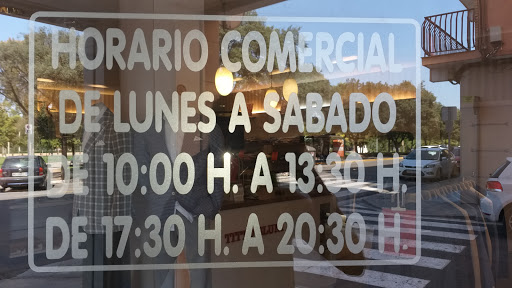 HORARIO COMERCIAL
DE LUNES A SABADO
DE 10:00 H. A 13:30 H.
DE 17:30 H. A 20:30 H.